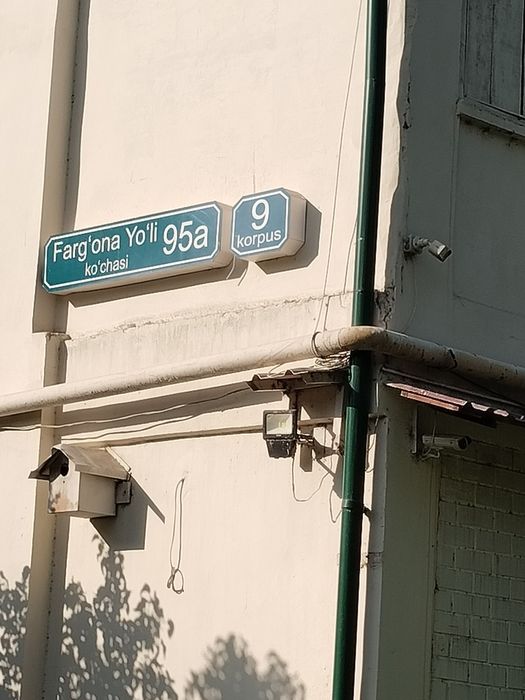 Farg‘ona Yo‘li 95a
ko‘chasi
9
korpus